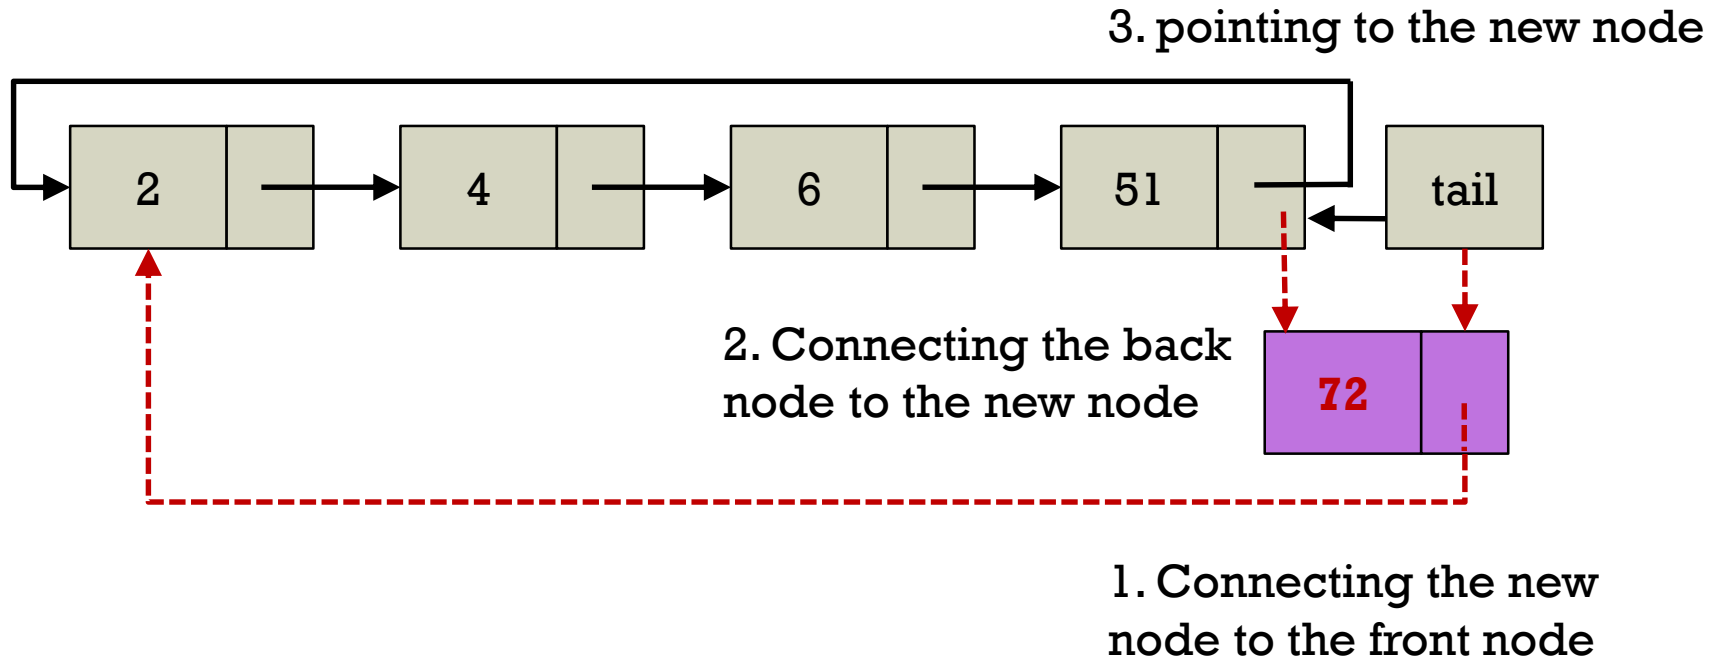 3. pointing to the new node
2
4
6
51
tail
2. Connecting the back
node to the new node
72
1. Connecting the new
node to the front node